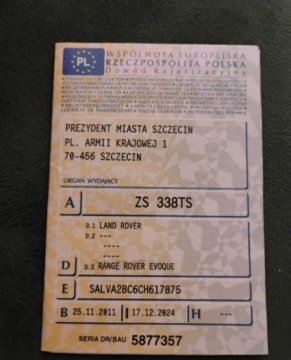 PL
WSPÓLNOTA EUROPEJSKA
RZECZPOSPOLITA POLSKA
Dowód Rejestracyjny
PREZYDENT MIASTA SZCZECIN
PL. ARMII KRAJOWEJ 1
70-456 SZCZECIN
ORGAN WYDAJĄCY
A ZS 338TS
D.1 LAND ROVER
D.2 ---
----
----
D D.3 RANGE ROVER EVOQUE
E SALVA2BC6CH617875
B 25.11.2011 I 17.12.2024 H ---
SERIA DR/BAU 5877357